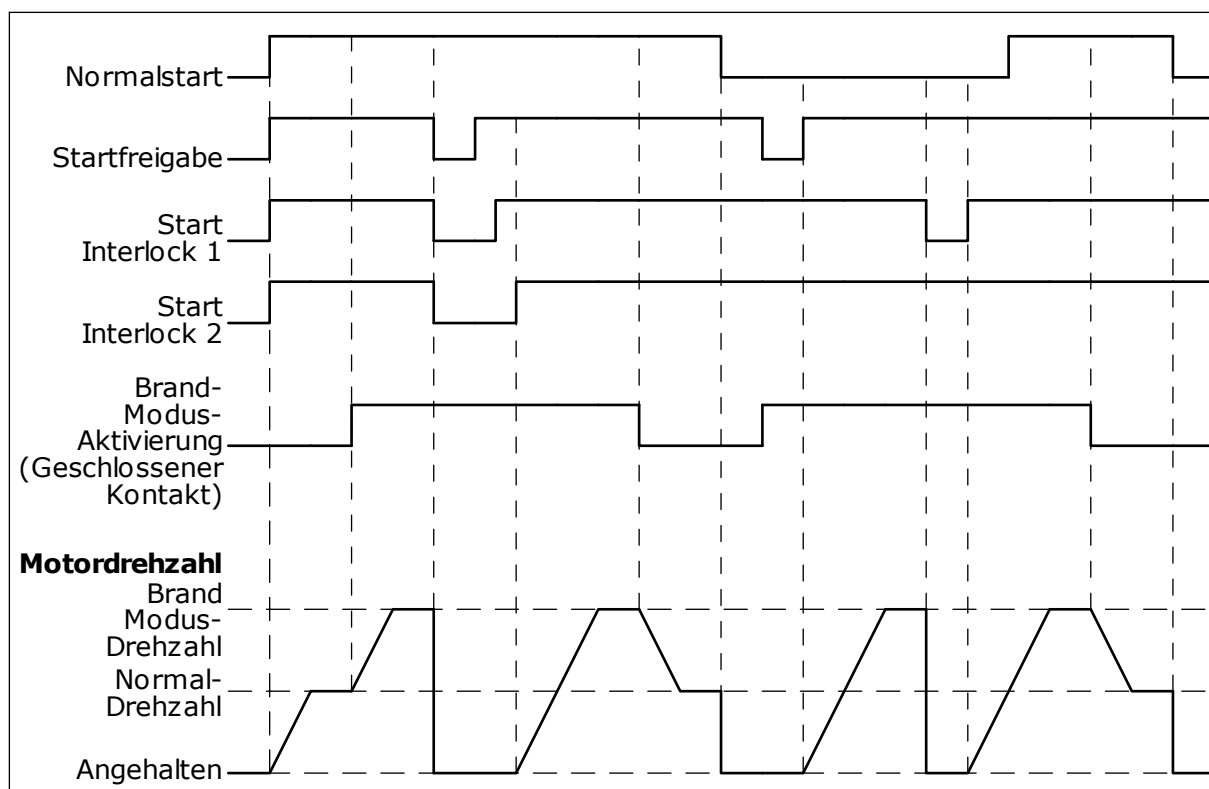 Normalstart
Startfreigabe
Start
Interlock 1
Start
Interlock 2
Brand-
Modus-
Aktivierung
(Geschlossener
Kontakt)
Motordrehzahl
Brand
Modus-
Drehzahl
Normal-
Drehzahl
Angehalten